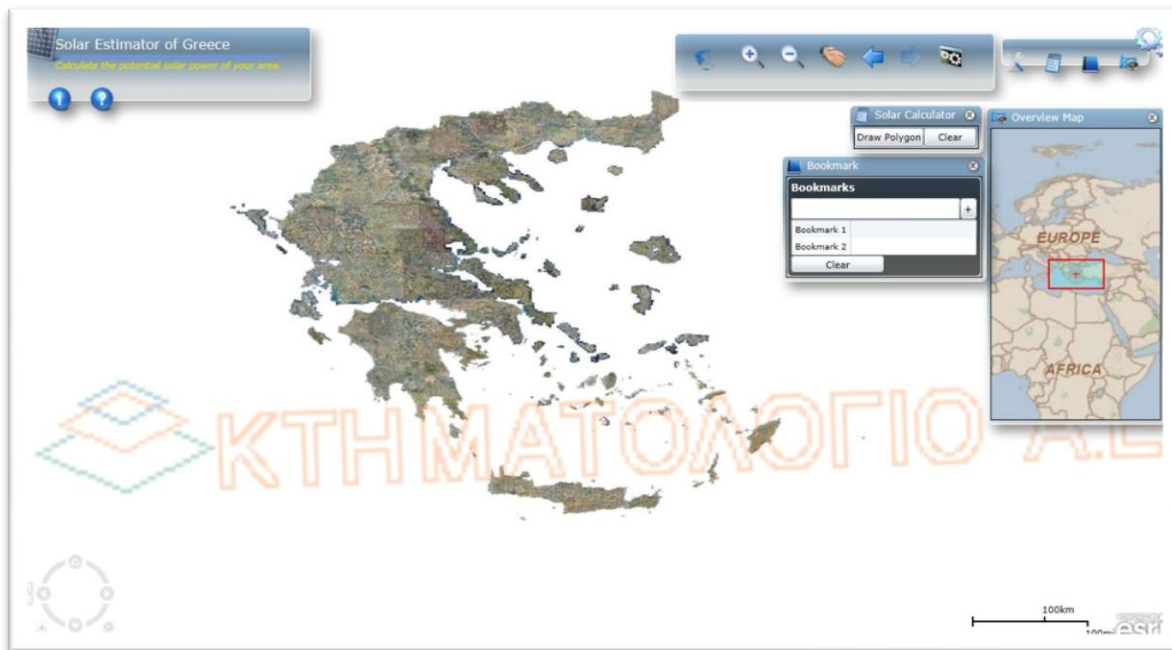 Solar Estimator of Greece
Calculate the potential solar power of your area.
Solar Calculator
Draw Polygon Clear
Overview Map
Bookmark
Bookmarks
+
Bookmark 1
Bookmark 2
Clear
EUROPE
AFRICA
ΚΤΗΜΑΤΟΛΟΓΙΟ Α.Ε
100km
esri